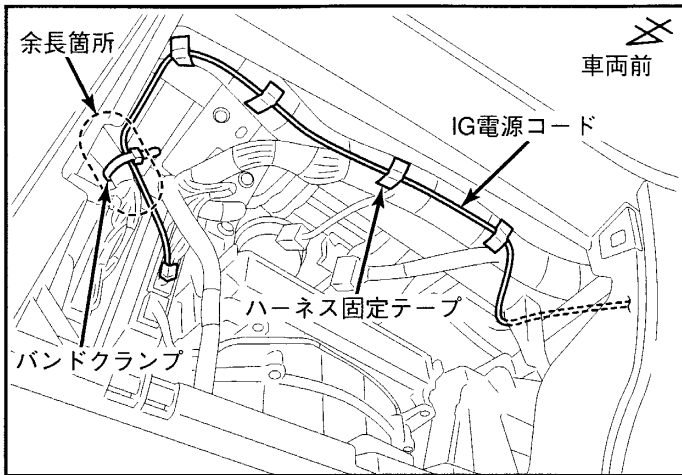 余長箇所
車両前
IG電源コード
ハーネス固定テープ
バンドクランプ